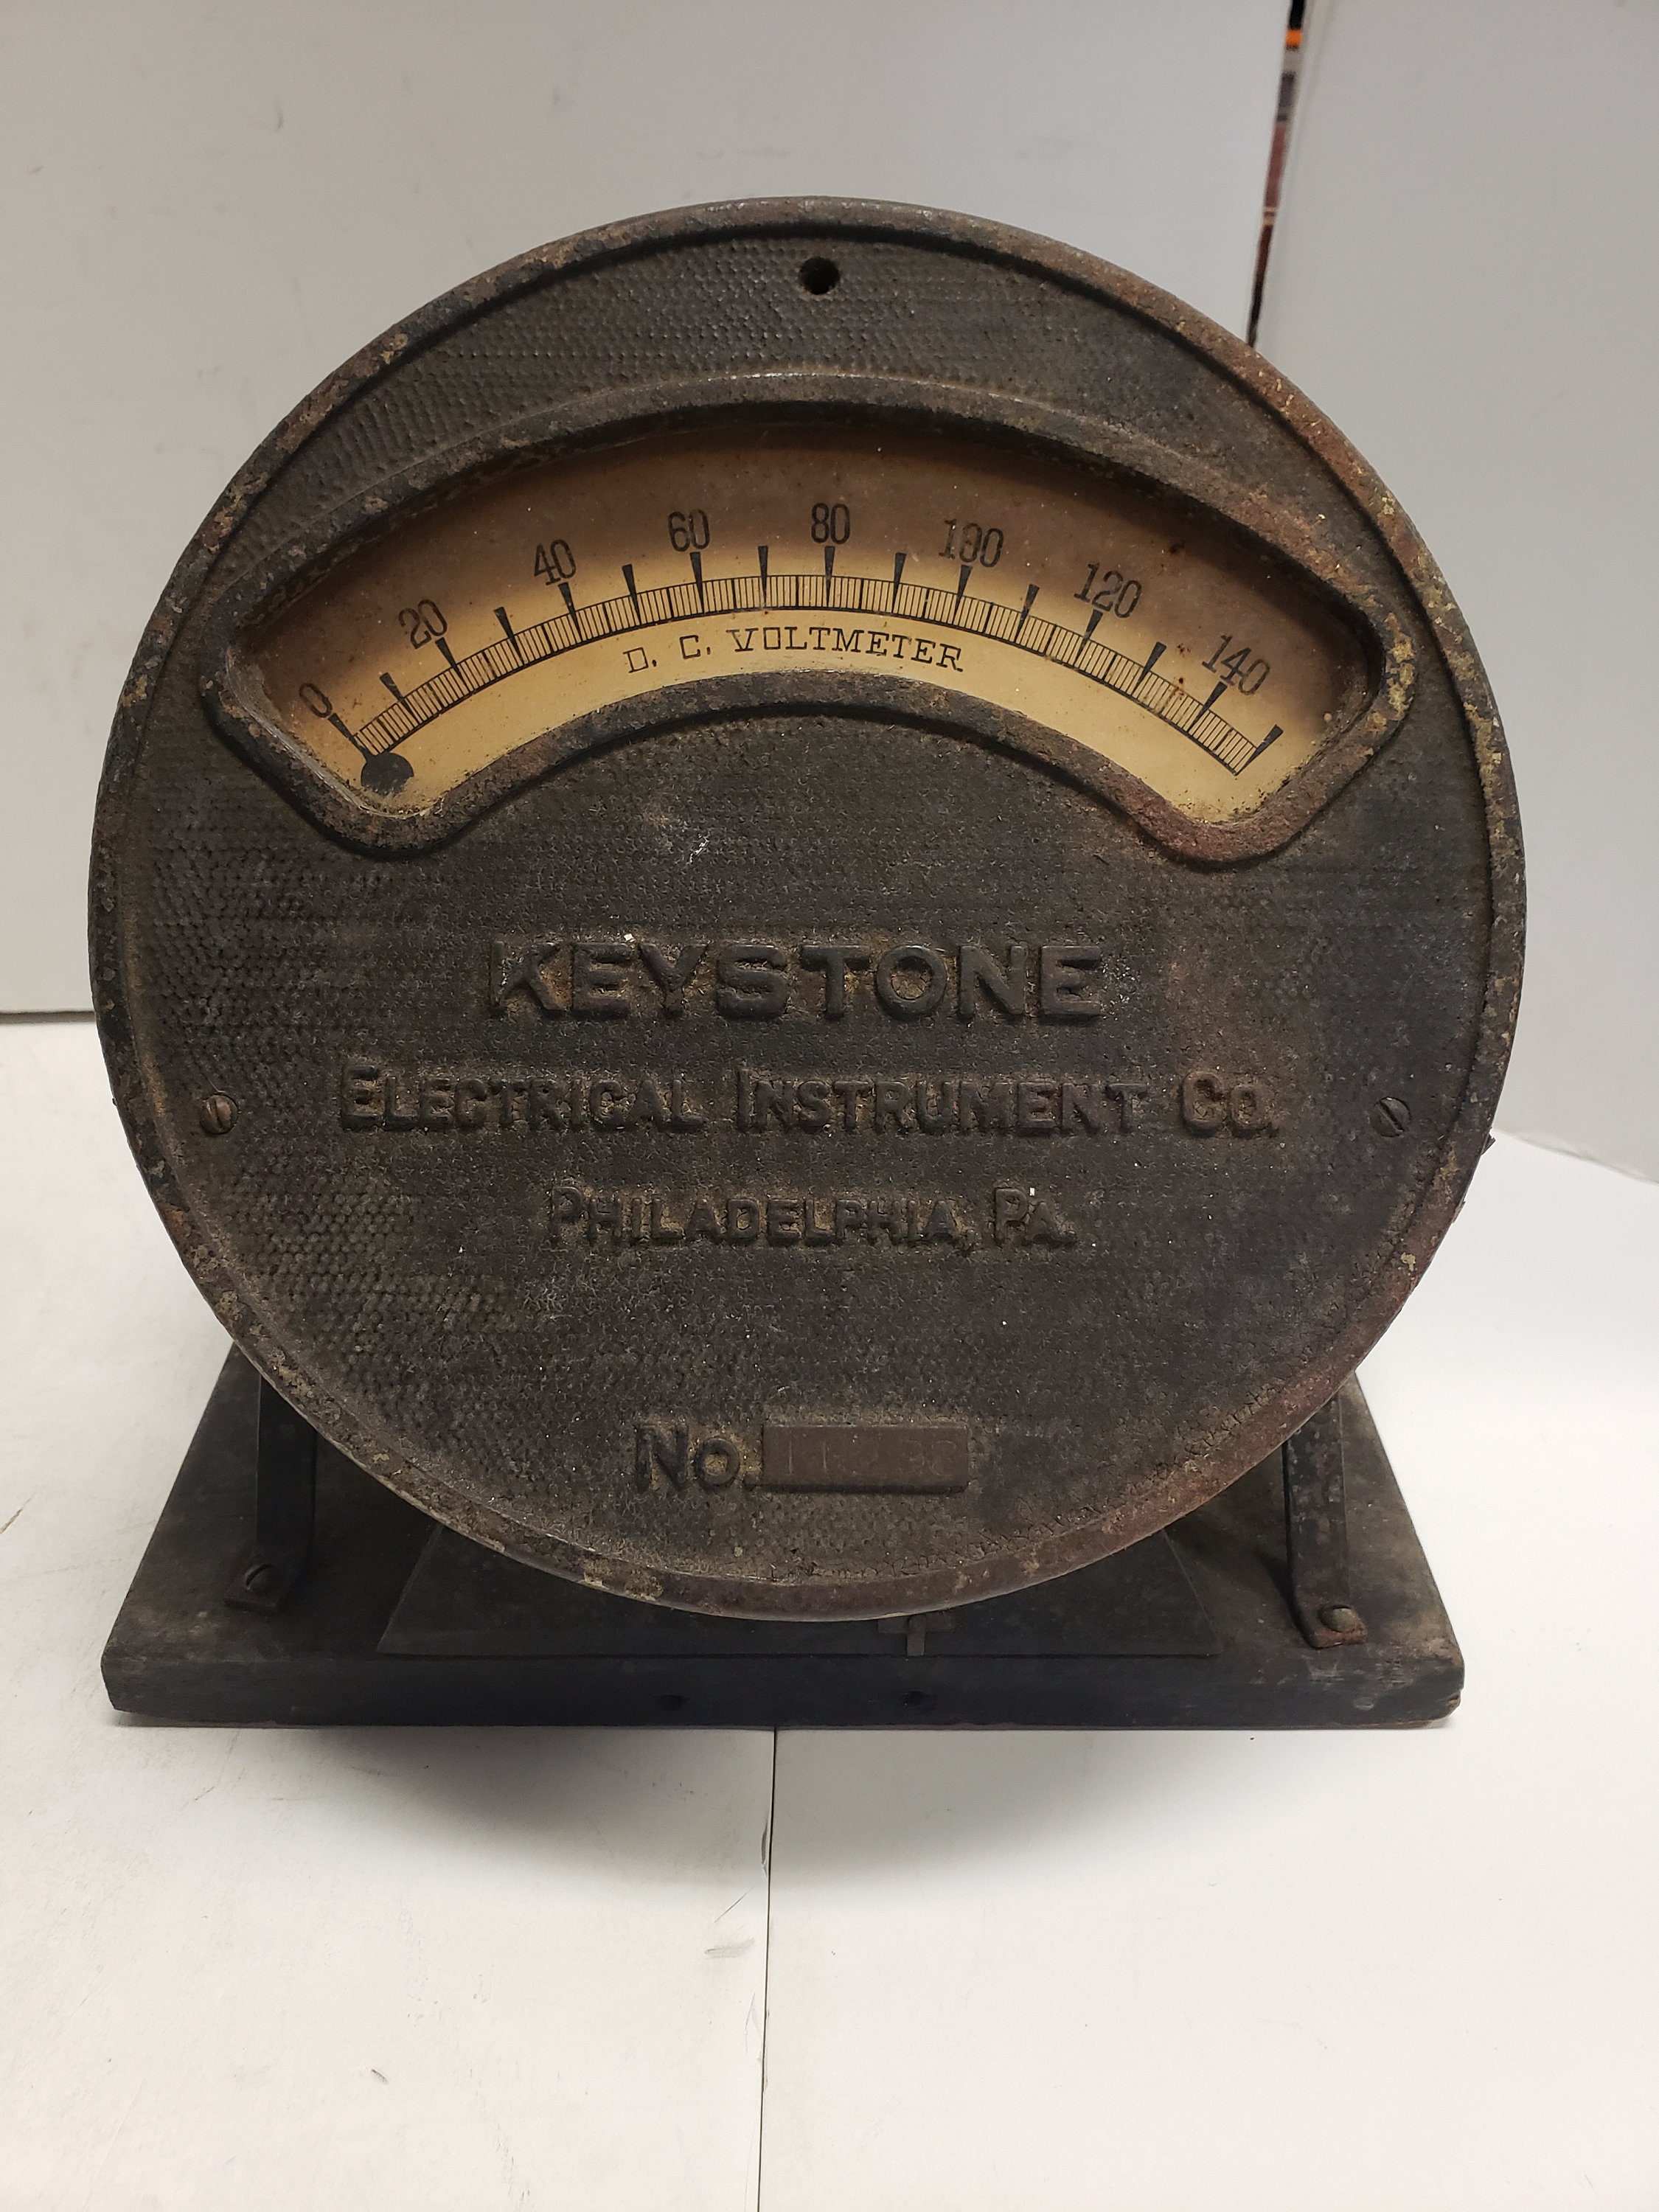 0 20 40 60 80 100 120 140
D. C. VOLTMETER
KEYSTONE
ELECTRICAL INSTRUMENT CO.
PHILADELPHIA, PA.
No.